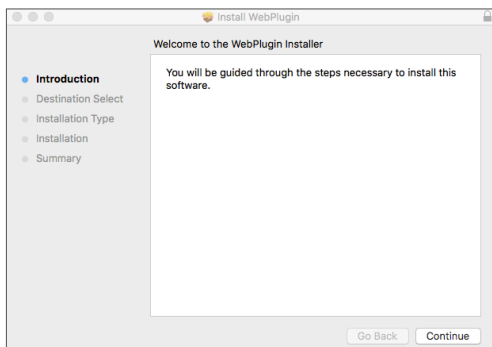 Install WebPlugin
Welcome to the WebPlugin Installer
Introduction
Destination Select
Installation Type
Installation
Summary
You will be guided through the steps necessary to install this
software.
Go Back
Continue